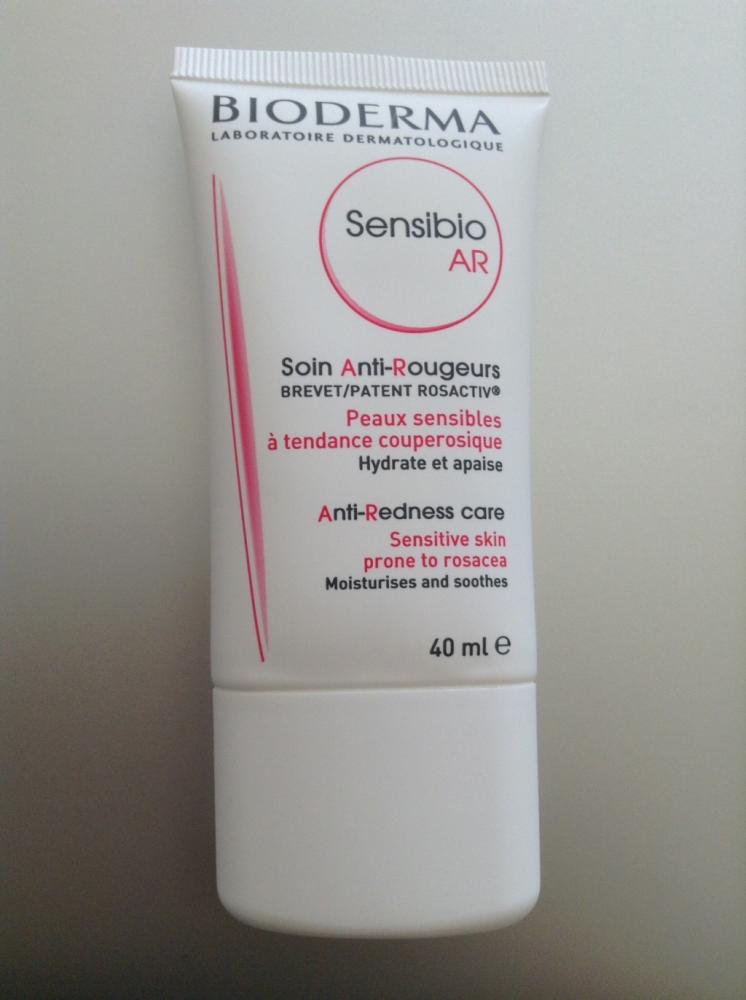 BIODERMA
LABORATOIRE DERMATOLOGIQUE
Sensibio
AR
Soin Anti-Rougeurs
BREVET/PATENT ROSACTIV®
Peaux sensibles
à tendance couperosique
Hydrate et apaise
Anti-Redness care
Sensitive skin
prone to rosacea
Moisturises and soothes
40 ml e